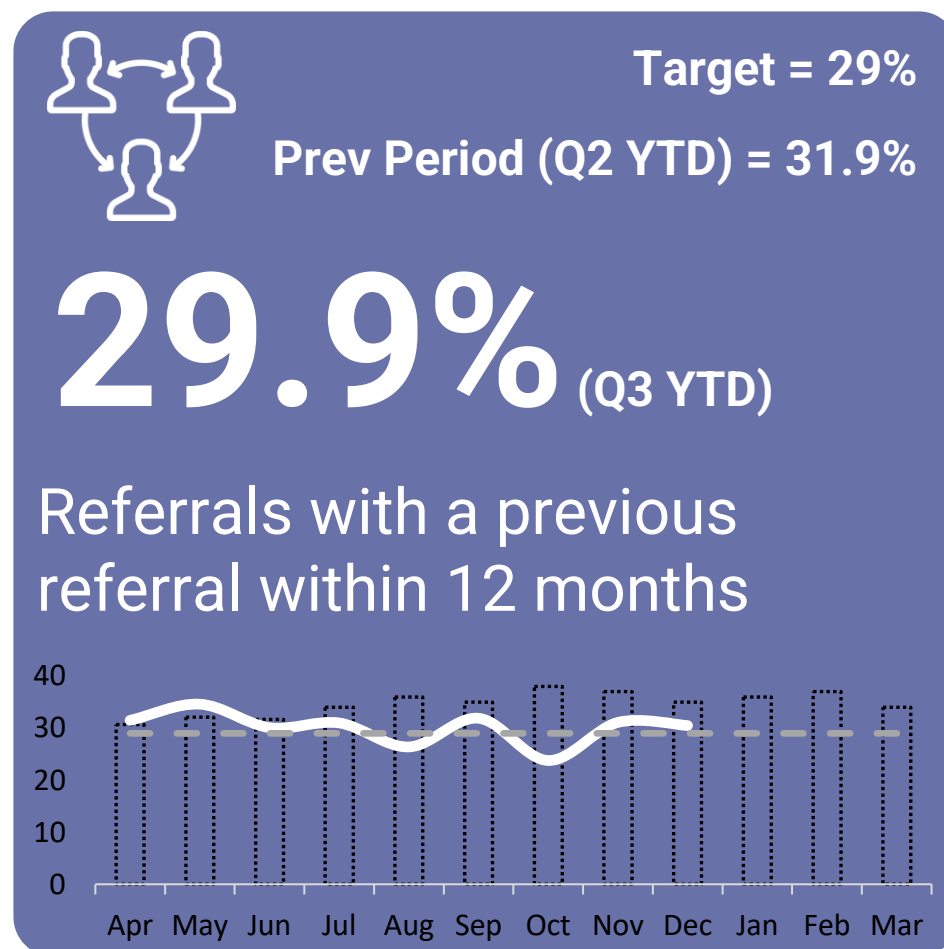 Target = 29%
Prev Period (Q2 YTD) = 31.9%
29.9% (Q3 YTD)
Referrals with a previous
referral within 12 months
40
30
20
10
0
Apr May Jun Jul Aug Sep Oct Nov Dec Jan Feb Mar